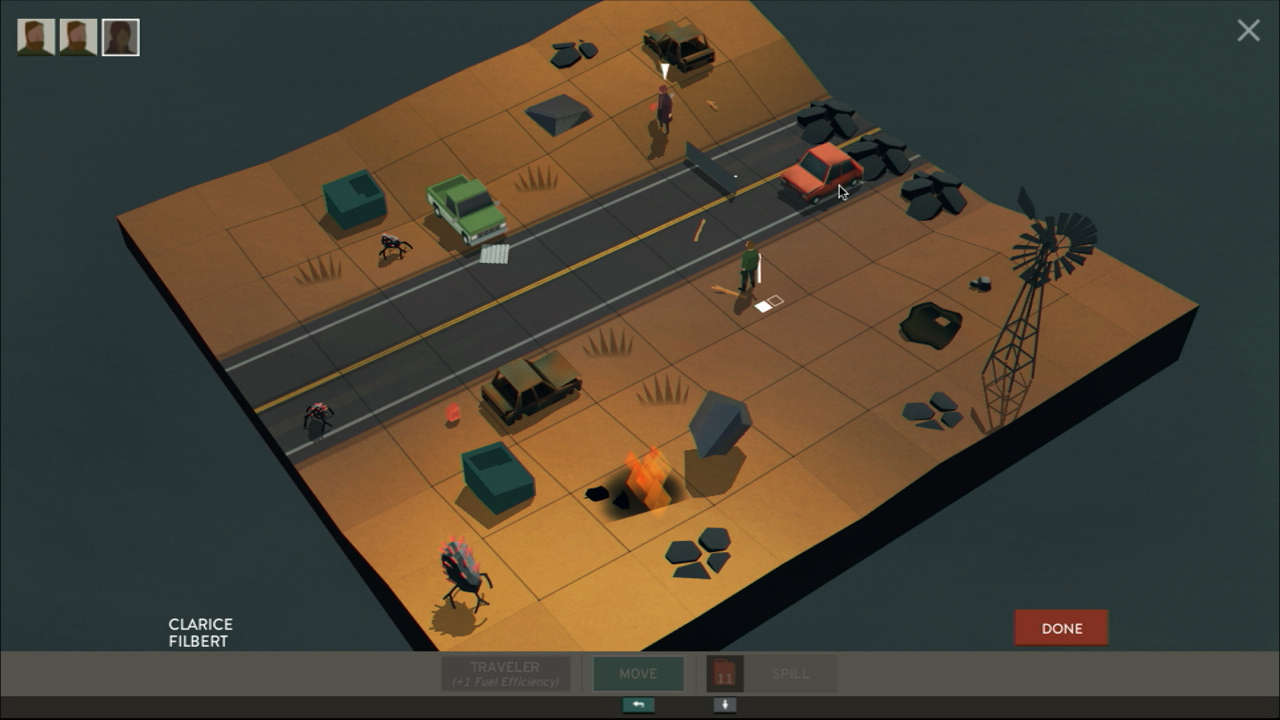 CLARICE
FILBERT
DONE
TRAVELER
(+1 Fuel Efficiency)
MOVE
11
SPILL